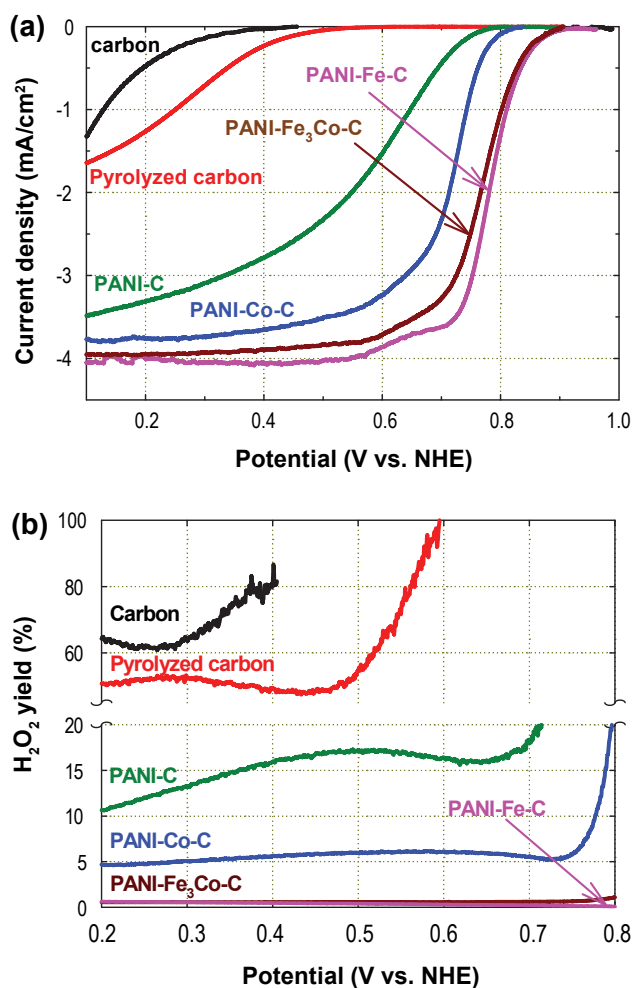 (a)
0
-1
-2
-3
-4
Current density (mA/cm²)
carbon
PANI-Fe-C
PANI-Fe₃Co-C
Pyrolyzed carbon
PANI-C
PANI-Co-C
0.2 0.4 0.6 0.8 1.0
Potential (V vs. NHE)
(b)
100
80
60
20
15
10
5
0
H₂O₂ yield (%)
Carbon
Pyrolyzed carbon
PANI-C
PANI-Fe-C
PANI-Co-C
PANI-Fe₃Co-C
0.2 0.3 0.4 0.5 0.6 0.7 0.8
Potential (V vs. NHE)